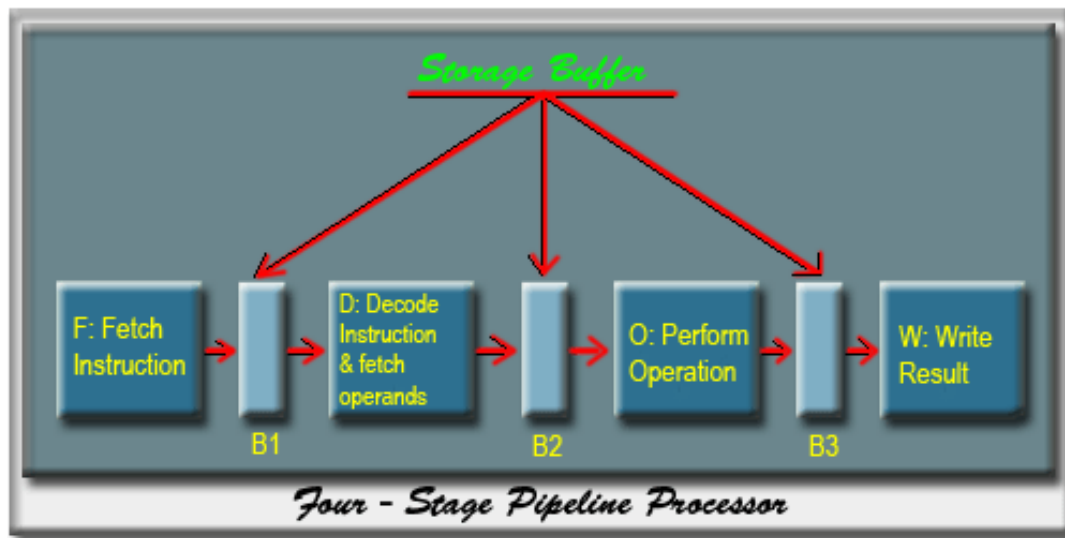 Storage Buffer
F: Fetch
Instruction
B1
D: Decode
Instruction
& fetch
operands
B2
O: Perform
Operation
B3
W: Write
Result
Four - Stage Pipeline Processor